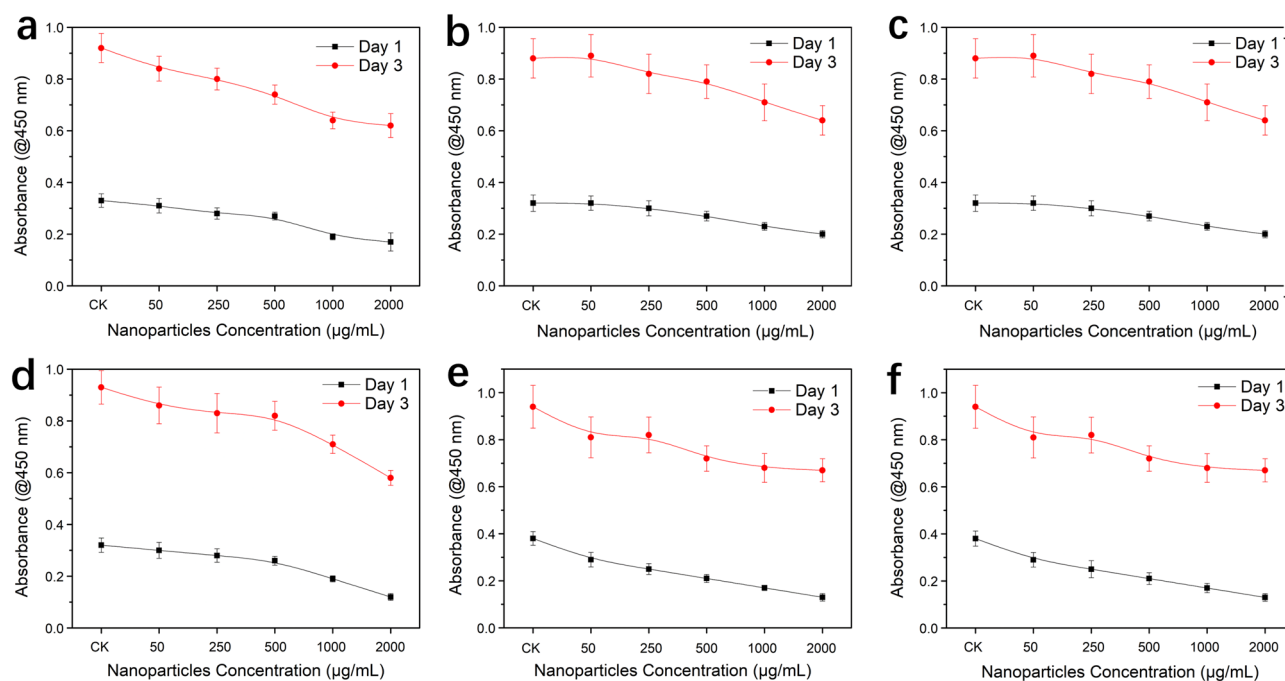 a
1.0
0.8
0.6
0.4
0.2
0.0
Absorbance (@450 nm)
Day 1
Day 3
CK 50 250 500 1000 2000
Nanoparticles Concentration (µg/mL)
b
1.0
0.8
0.6
0.4
0.2
0.0
Absorbance (@450 nm)
Day 1
Day 3
CK 50 250 500 1000 2000
Nanoparticles Concentration (µg/mL)
c
1.0
0.8
0.6
0.4
0.2
0.0
Absorbance (@450 nm)
Day 1
Day 3
CK 50 250 500 1000 2000
Nanoparticles Concentration (µg/mL)
d
1.0
0.8
0.6
0.4
0.2
0.0
Absorbance (@450 nm)
Day 1
Day 3
CK 50 250 500 1000 2000
Nanoparticles Concentration (µg/mL)
e
1.0
0.8
0.6
0.4
0.2
0.0
Absorbance (@450 nm)
Day 1
Day 3
CK 50 250 500 1000 2000
Nanoparticles Concentration (µg/mL)
f
1.0
0.8
0.6
0.4
0.2
0.0
Absorbance (@450 nm)
Day 1
Day 3
CK 50 250 500 1000 2000
Nanoparticles Concentration (µg/mL)